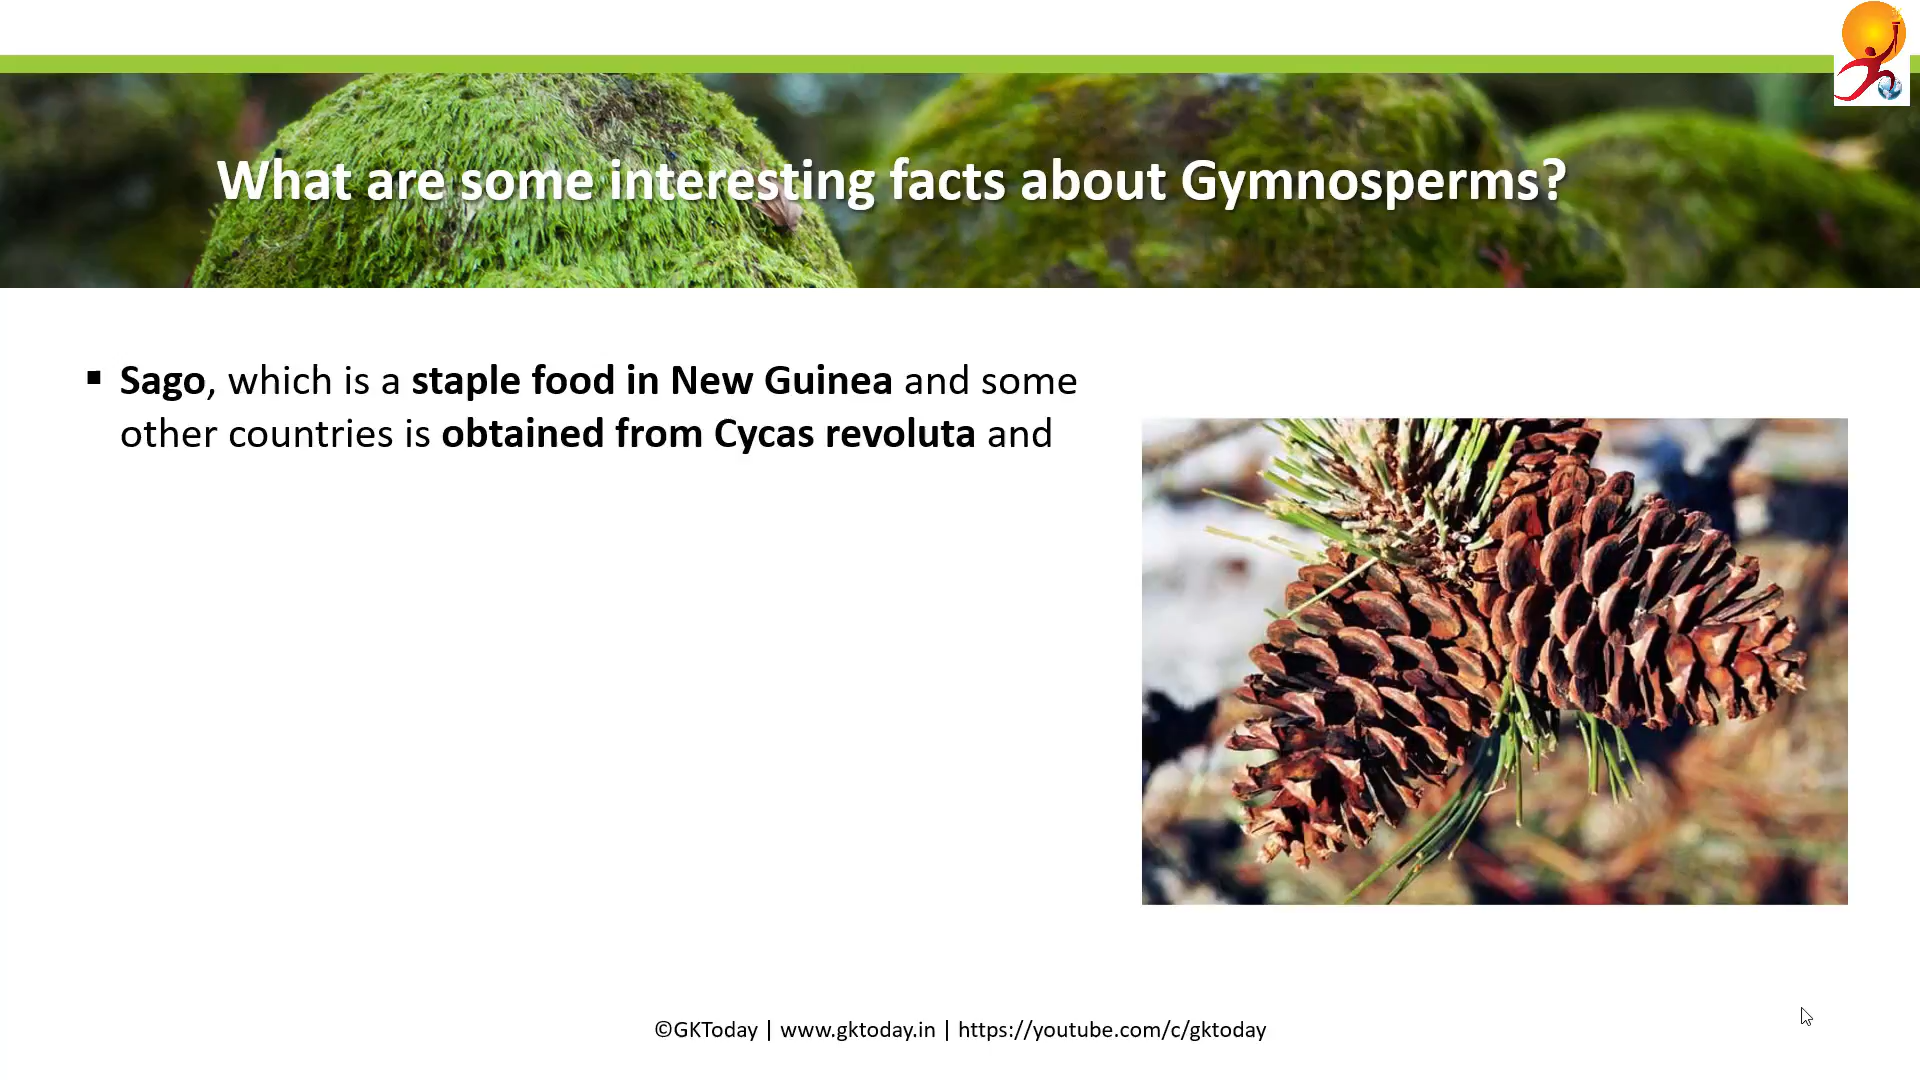 What are some interesting facts about Gymnosperms?
▪ Sago, which is a staple food in New Guinea and some
other countries is obtained from Cycas revoluta and
©GKToday | www.gktoday.in | https://youtube.com/c/gktoday